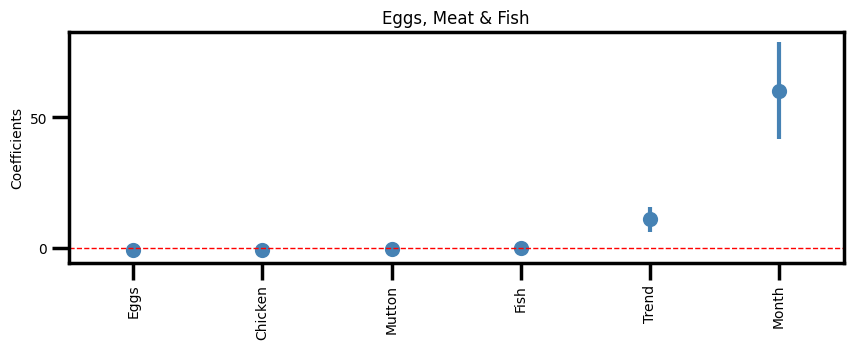 Eggs, Meat & Fish
Coefficients
50
0
Eggs
Chicken
Mutton
Fish
Trend
Month